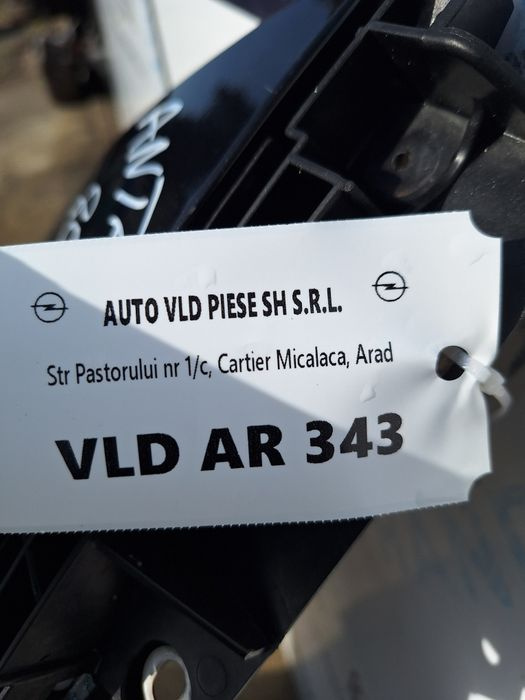 AUTO VLD PIESE SH S.R.L.
Str Pastorului nr 1/c, Cartier Micalaca, Arad
VLD AR 343